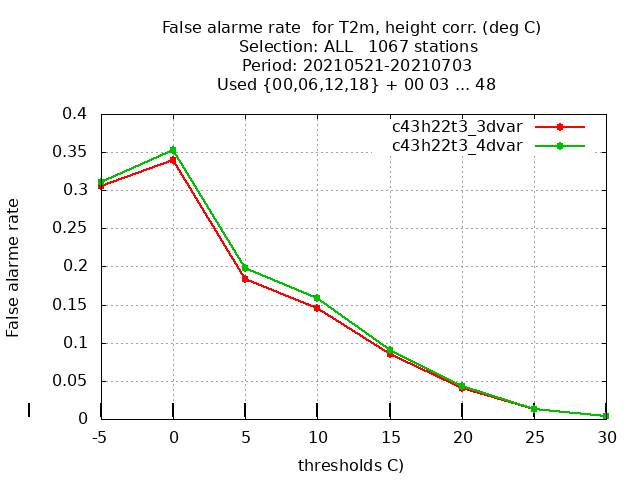 False alarme rate  for T2m, height corr. (deg C)
Selection: ALL   1067 stations
Period: 20210521-20210703
Used {00,06,12,18} + 00 03 ... 48
c43h22t3_3dvar
c43h22t3_4dvar
False alarme rate
0.4
0.35
0.3
0.25
0.2
0.15
0.1
0.05
0
-5 0 5 10 15 20 25 30
thresholds C)